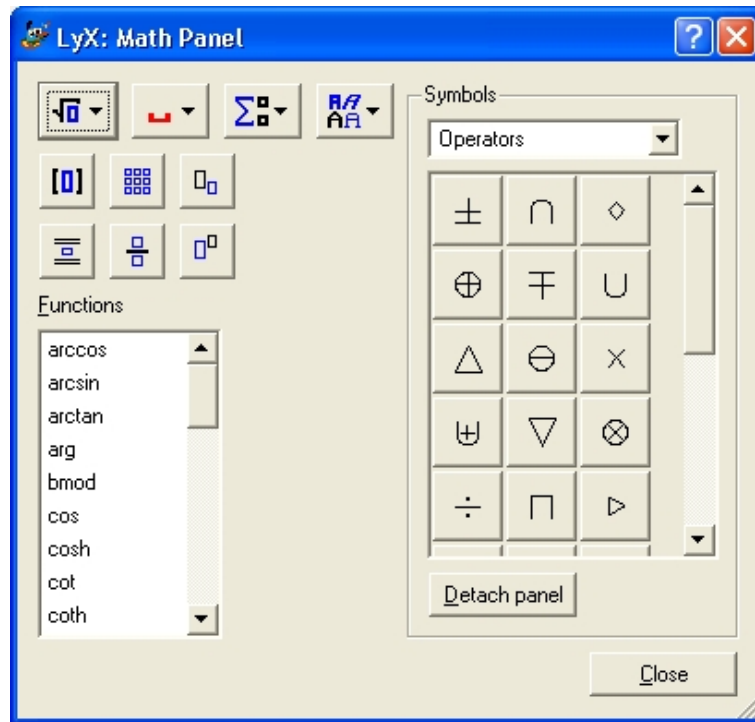 LyX: Math Panel
Symbols
Operators
± ∩ ◇
⊕ ∓ ∪
△ ⊖ ×
⊎ ▽ ⊗
÷ ⊓ ▷
Functions
arccos
arcsin
arctan
arg
bmod
cos
cosh
cot
coth
Detach panel
Close